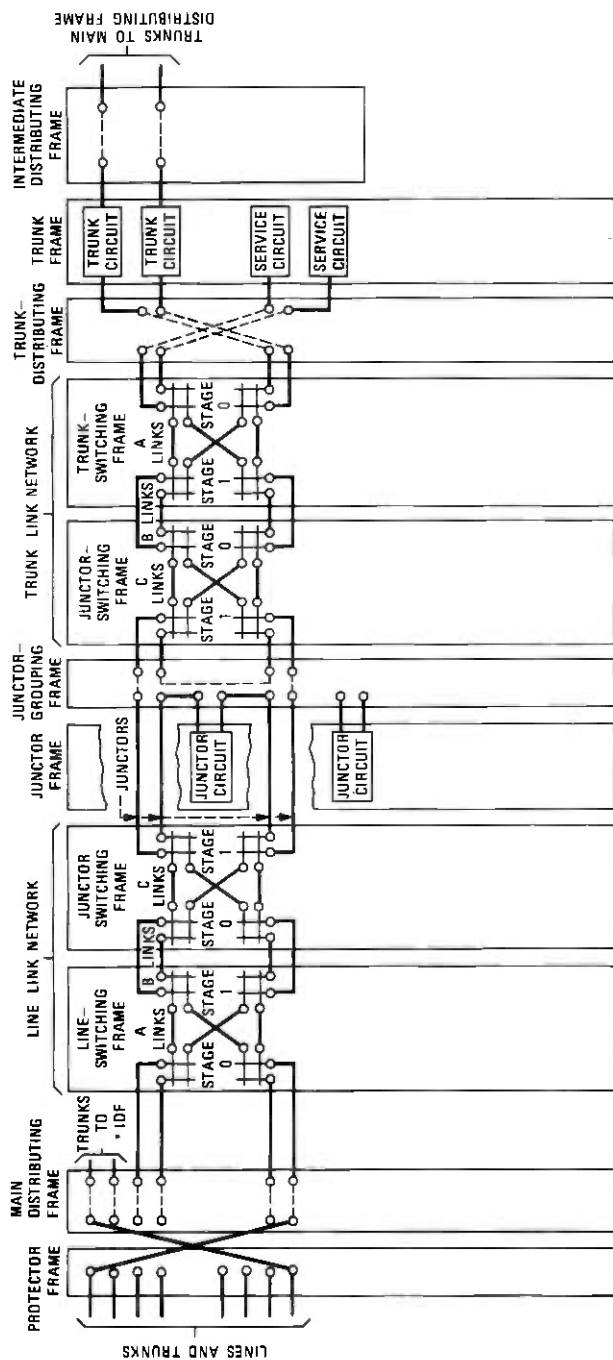 LINES AND TRUNKS
PROTECTOR
FRAME
MAIN
DISTRIBUTING
FRAME
TRUNKS
TO
IDF
LINE LINK NETWORK
LINE-
SWITCHING
FRAME
A
LINKS
STAGE
0
STAGE
1
B LINKS
JUNCTOR
SWITCHING
FRAME
C
LINKS
STAGE
0
STAGE
1
JUNCTOR FRAME
JUNCTORS
JUNCTOR
CIRCUIT
JUNCTOR
CIRCUIT
JUNCTOR-
GROUPING
FRAME
TRUNK LINK NETWORK
JUNCTOR-
SWITCHING
FRAME
C
LINKS
STAGE
1
STAGE
0
B LINKS
TRUNK-
SWITCHING
FRAME
A
LINKS
STAGE
1
STAGE
0
TRUNK-
DISTRIBUTING
FRAME
TRUNK
FRAME
TRUNK
CIRCUIT
TRUNK
CIRCUIT
SERVICE
CIRCUIT
SERVICE
CIRCUIT
INTERMEDIATE
DISTRIBUTING
FRAME
TRUNKS TO MAIN
DISTRIBUTING FRAME